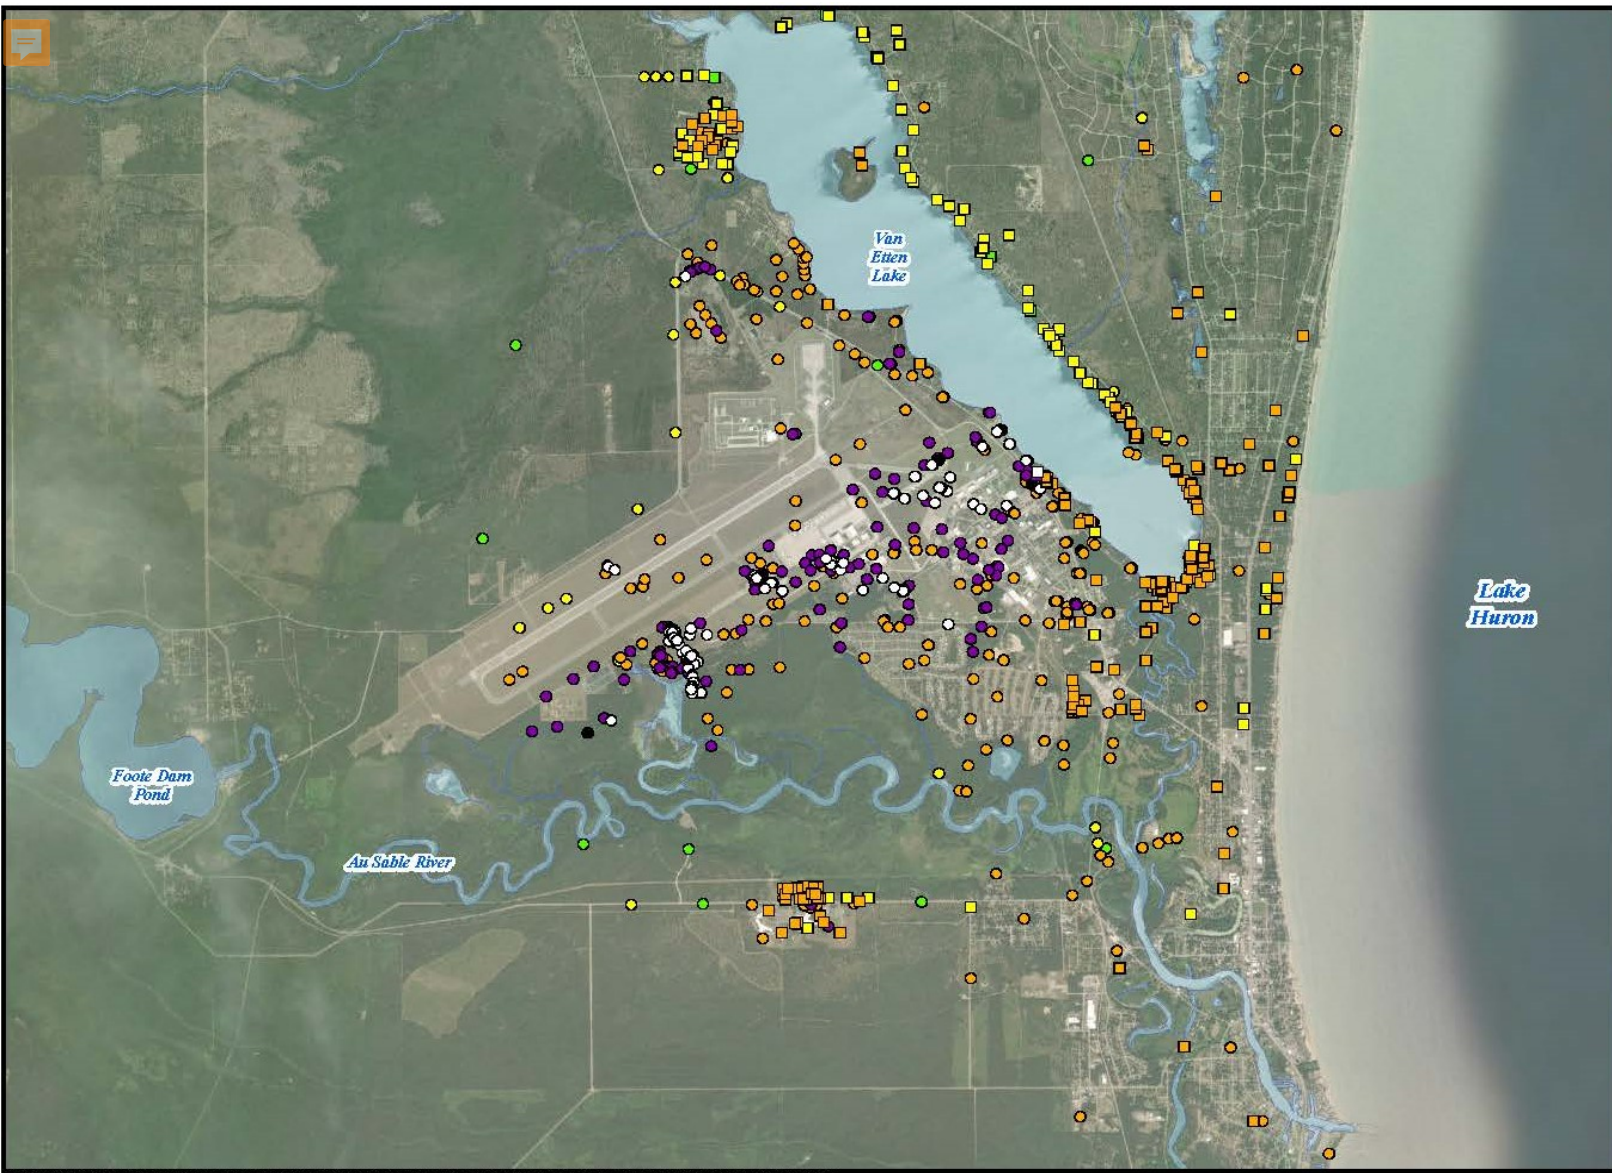 Van
Etten
Lake
Lake
Huron
Foote Dam
Pond
Au Sable River